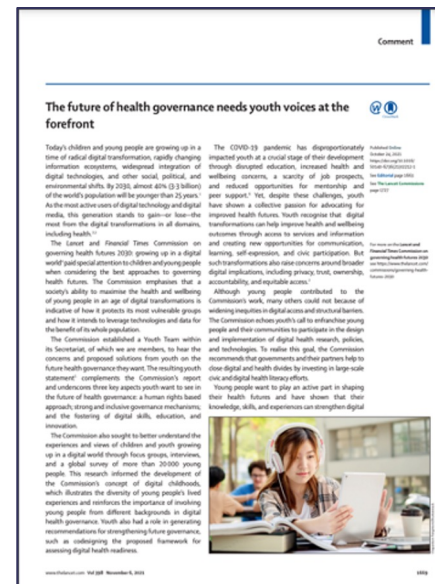 Comment
The future of health governance needs youth voices at the
forefront
Today's digital children and young people are growing up in a
time of radical digital transformation, rapidly changing
information ecosystems, widespread integration of
digital technologies, and other social, political, and
environmental shifts. By 2030, almost 40% (3·3 billion)
of the world's population will be younger than 25 years.
As the most active users of digital technology and digital
media, this generation stands to gain—or lose—the
most from the digital transformations in all domains,
including health.
The Lancet and Financial Times Commission on
governing health futures 2030: growing up in a digital
world paid special attention to children and young people
when considering the best approaches to governing
health futures. The Commission emphasises that a
society's ability to maximise the health and wellbeing
of young people in an age of digital transformations is
indicative of how it protects its most vulnerable groups
and how it intends to leverage technologies and data for
the benefit of its whole population.
The Commission established a Youth Team within
its Secretariat, of which we are members, to hear the
concerns and proposed solutions from youth on the
future health governance they want. The resulting youth
statement complements the Commission's report
and underscores three key aspects youth want to see in
the future of health governance: a human rights based
approach; strong and inclusive governance mechanisms;
and the fostering of digital skills, education, and
innovation.
The Commission also sought to better understand the
experiences and views of children and youth growing
up in a digital world through focus groups, interviews,
and a global survey of more than 20 000 young
people. This research informed the development of
the Commission's concept of digital childhoods,
which illustrates the diversity of young people's lived
experiences and reinforces the importance of involving
young people from different backgrounds in digital
health governance. Youth also had a role in generating
recommendations for strengthening future governance,
such as codesigning the proposed framework for
assessing digital health readiness.
The COVID-19 pandemic has disproportionately
impacted youth at a crucial stage of their development
through disrupted education, increased health and
wellbeing concerns, a scarcity of job prospects,
and reduced opportunities for mentorship and
peer support. Yet, despite these challenges, youth
have shown a collective passion for advocating for
improved health futures. Youth recognise that digital
transformations can help improve health and wellbeing
outcomes through access to services and information
and creating new opportunities for communication,
learning, self-expression, and civic participation. But
such transformations also raise concerns around broader
digital implications, including privacy, trust, ownership,
accountability, and equitable access.
Although young people contributed to the
Commission's work, many others could not because of
widening inequities in digital access and structural barriers.
The Commission echoes youth's call to enfranchise young
people and their communities to participate in the design
and implementation of digital health research, policies,
and technologies. To realise this goal, the Commission
recommends that governments and their partners help to
close digital and health divides by investing in large-scale
civic and digital health literacy efforts.
Young people want to play an active part in shaping
their health futures and have shown that their
knowledge, skills, and experiences can strengthen digital
Published Online
October 24, 2021
See Editorial page
See The Lancet Commissions
page
For more on the Lancet and
Financial Times Commission on
governing health futures 2030
www.thelancet.com Vol 398 November 6, 2021